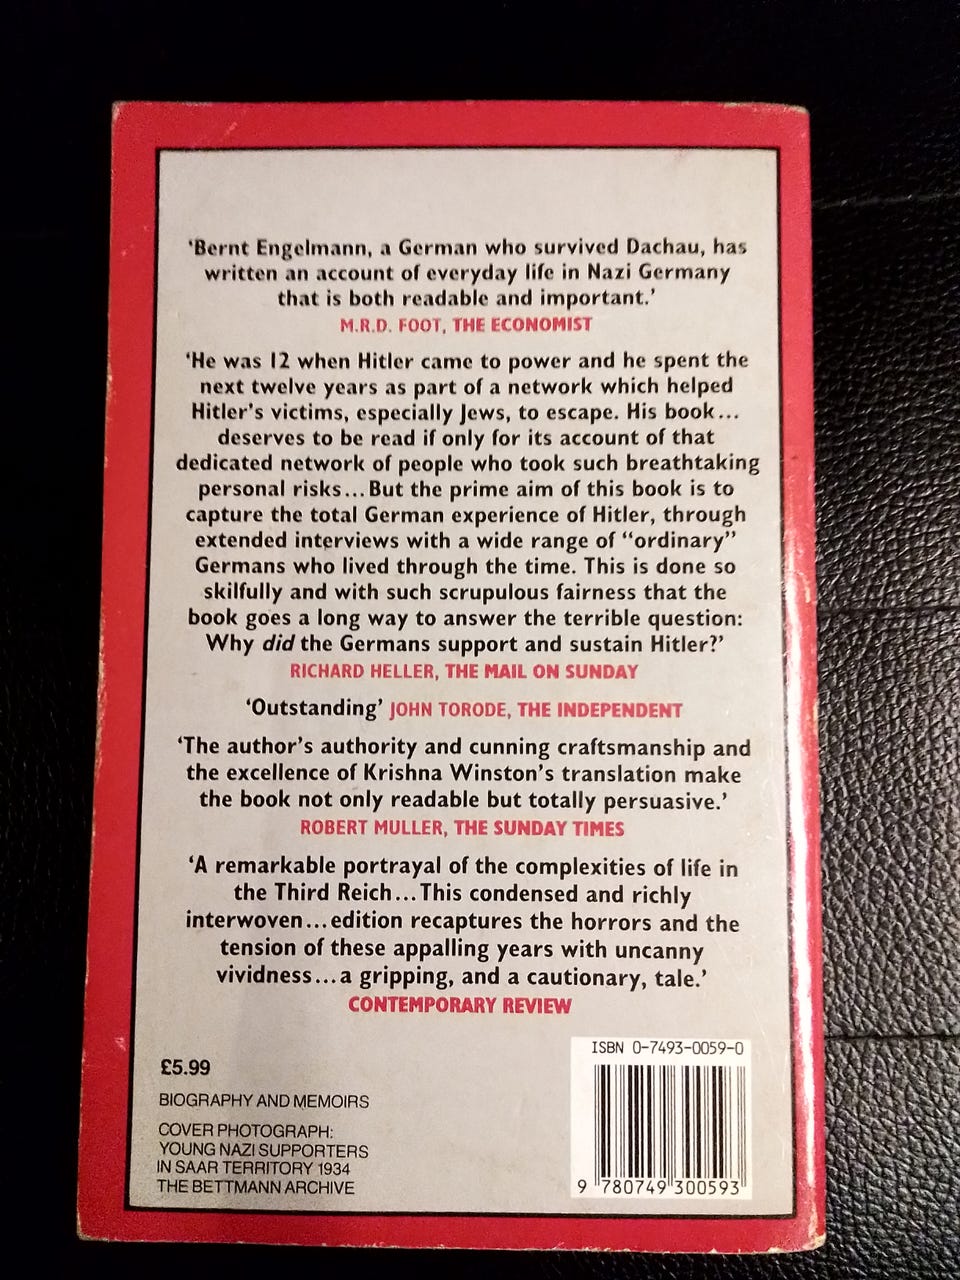 ‘Bernt Engelmann, a German who survived Dachau, has
written an account of everyday life in Nazi Germany
that is both readable and important.’
M.R.D. FOOT, THE ECONOMIST
‘He was 12 when Hitler came to power and he spent the
next twelve years as part of a network which helped
Hitler’s victims, especially Jews, to escape. His book...
deserves to be read if only for its account of that
dedicated network of people who took such breathtaking
personal risks...But the prime aim of this book is to
capture the total German experience of Hitler, through
extended interviews with a wide range of “ordinary”
Germans who lived through the time. This is done so
skilfully and with such scrupulous fairness that the
book goes a long way to answer the terrible question:
Why did the Germans support and sustain Hitler?’
RICHARD HELLER, THE MAIL ON SUNDAY
‘Outstanding’ JOHN TORODE, THE INDEPENDENT
‘The author’s authority and cunning craftsmanship and
the excellence of Krishna Winston’s translation make
the book not only readable but totally persuasive.’
ROBERT MULLER, THE SUNDAY TIMES
‘A remarkable portrayal of the complexities of life in
the Third Reich...This condensed and richly
interwoven...edition recaptures the horrors and the
tension of these appalling years with uncanny
vividness...a gripping, and a cautionary, tale.’
CONTEMPORARY REVIEW
£5.99
BIOGRAPHY AND MEMOIRS
COVER PHOTOGRAPH:
YOUNG NAZI SUPPORTERS
IN SAAR TERRITORY 1934
THE BETTMANN ARCHIVE
ISBN 0-7493-0059-0
9 780749 300593